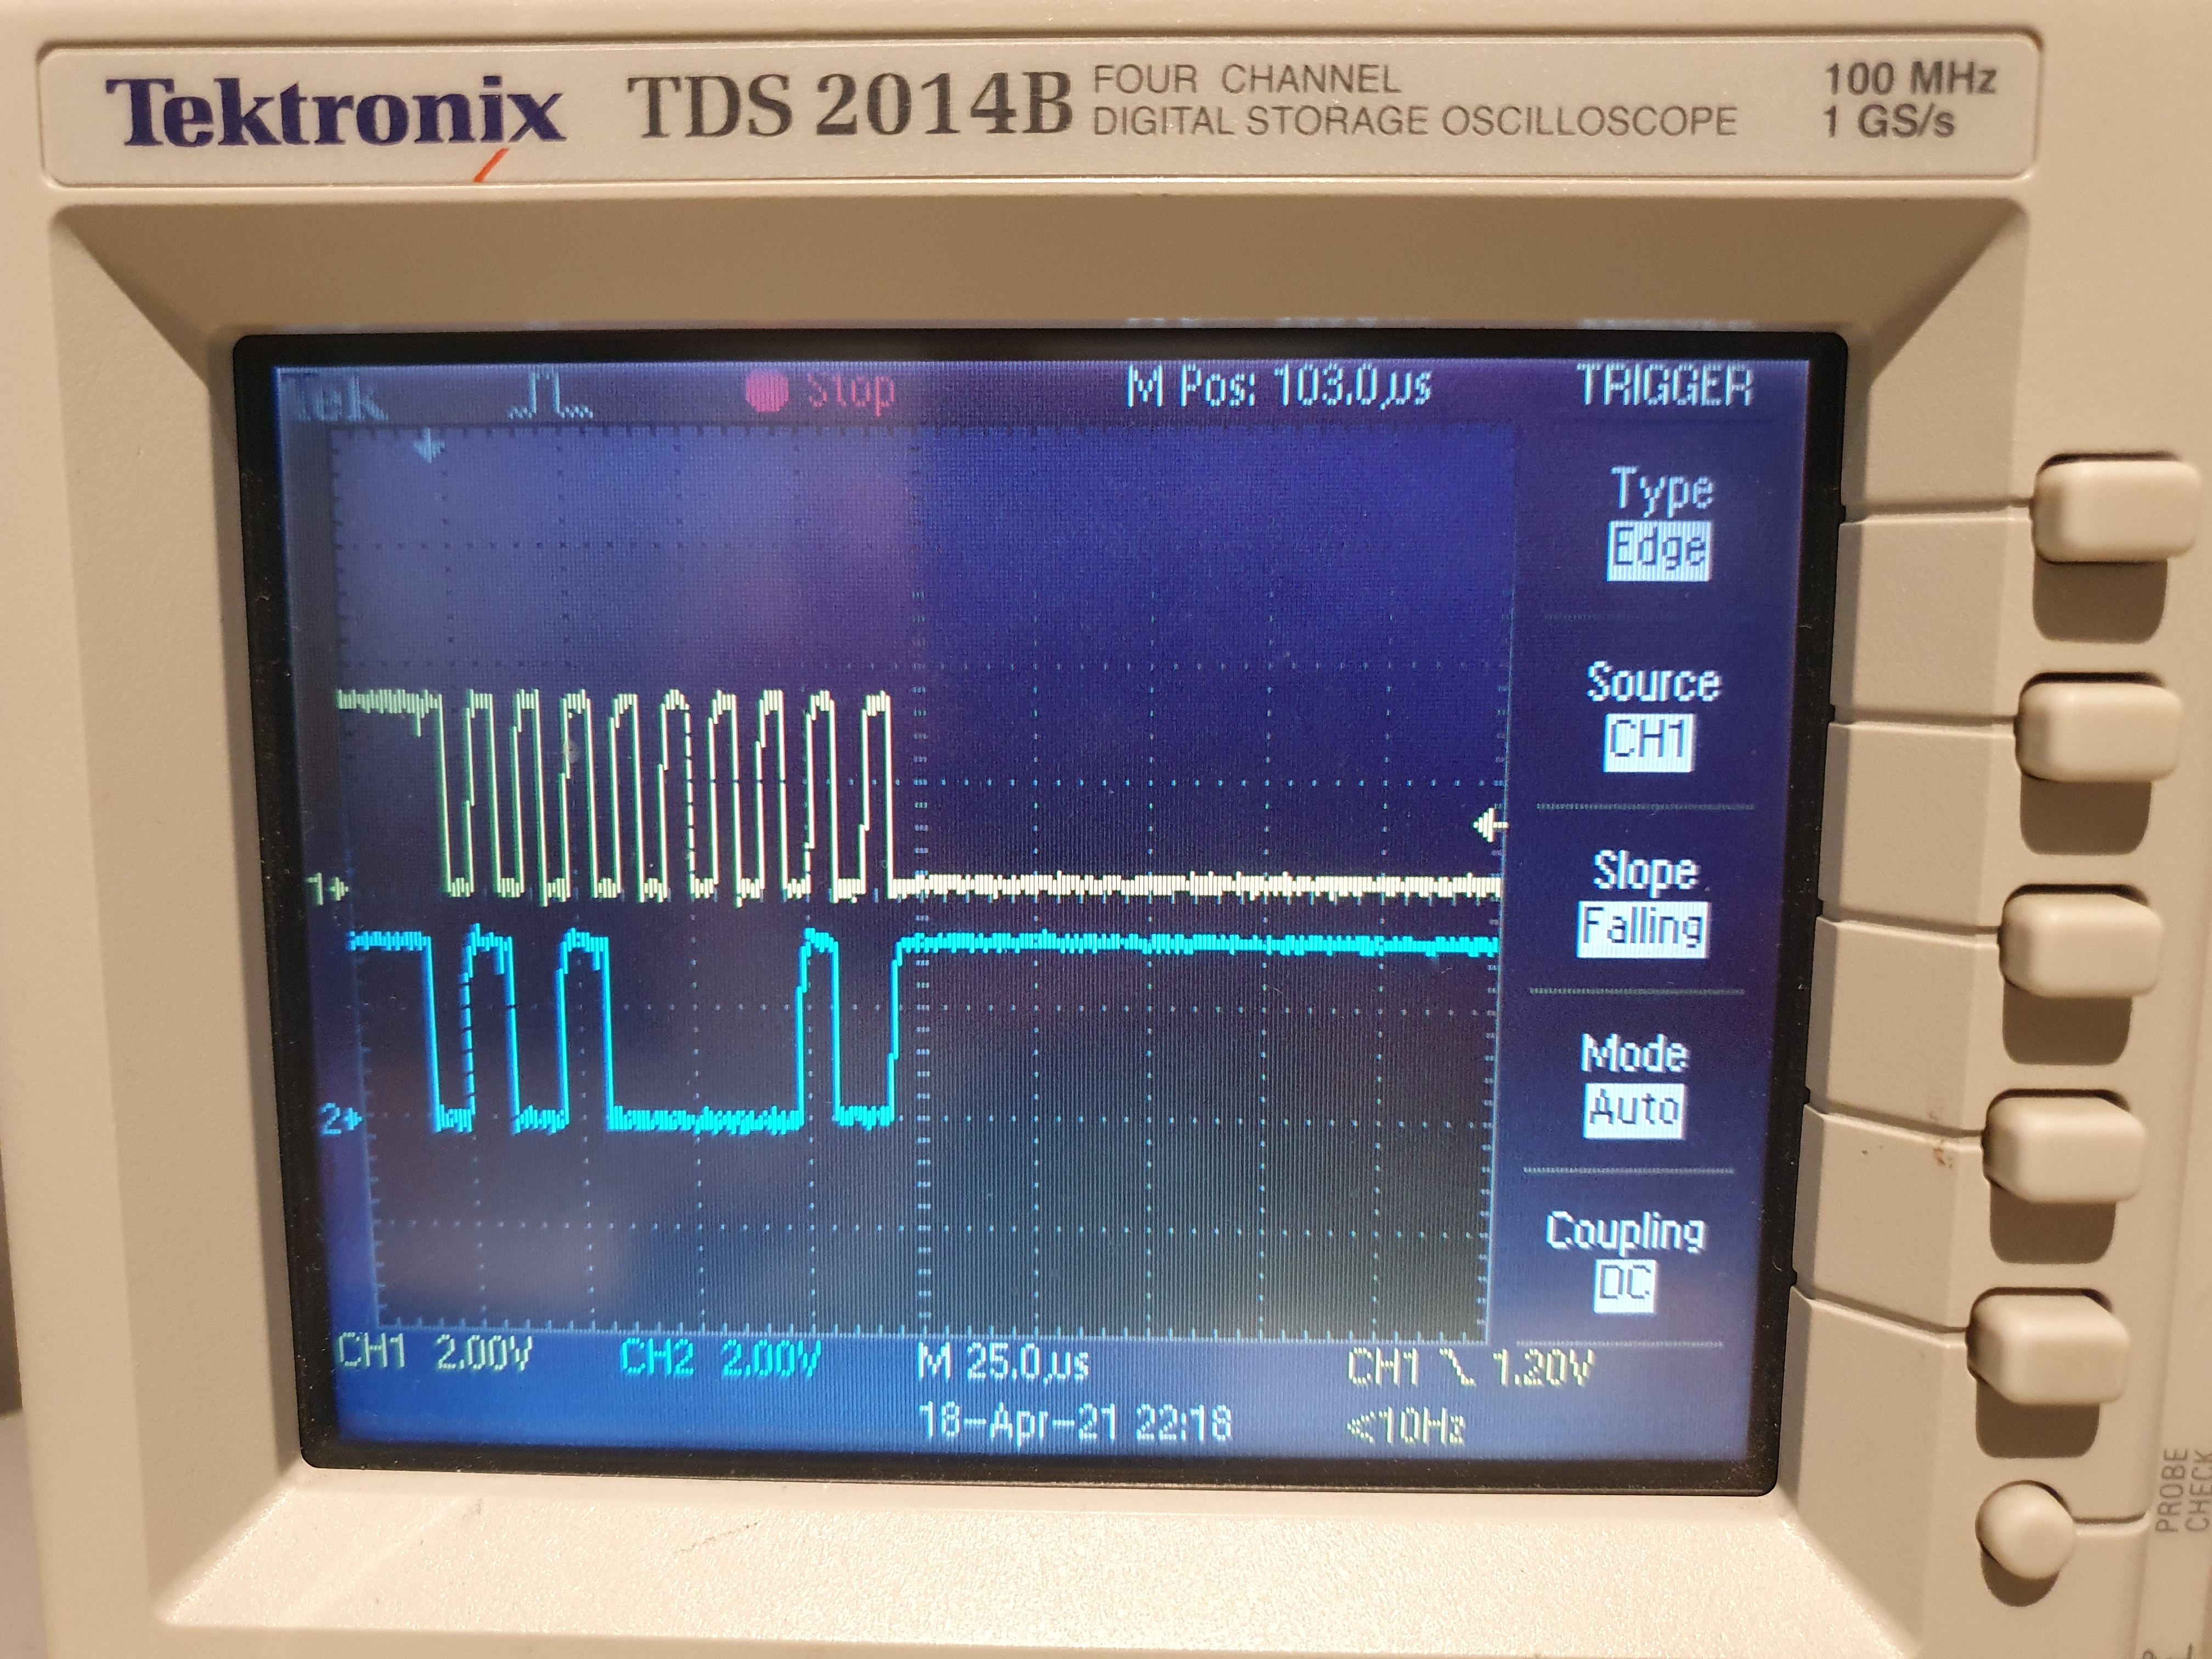 Tektronix TDS 2014B FOUR CHANNEL DIGITAL STORAGE OSCILLOSCOPE
100 MHz
1 GS/s
Tek Stop M Pos: 103.0µs TRIGGER
Type
Edge
Source
CH1
Slope
Falling
Mode
Auto
Coupling
DC
1
2
CH1 2.00V CH2 2.00V M 25.0µs CH1 1.20V
18-Apr-21 22:18 <10Hz
PROBE
CHECK